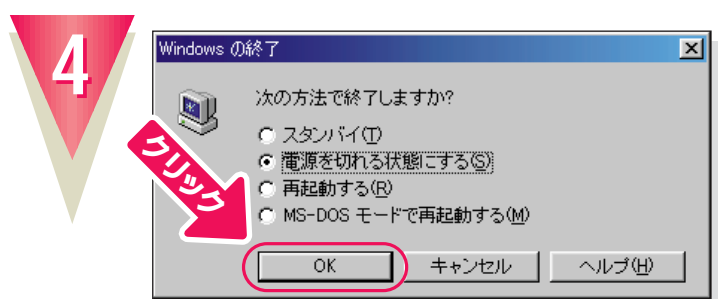 4
Windows の終了
次の方法で終了しますか?
スタンバイ(T)
電源を切れる状態にする(S)
再起動する(R)
MS-DOS モードで再起動する(M)
クリック
OK
キャンセル
ヘルプ(H)